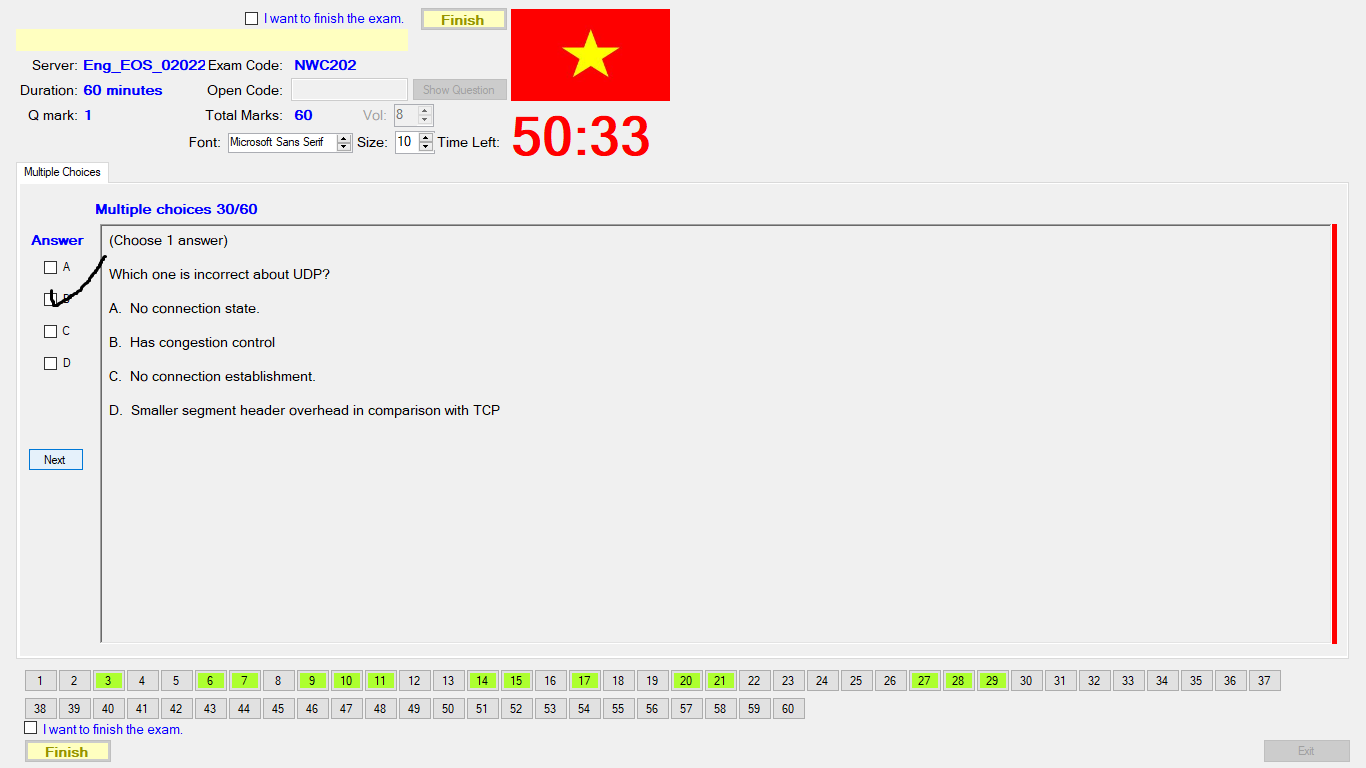 I want to finish the exam.
Finish
Server: Eng_EOS_02022 Exam Code: NWC202
Duration: 60 minutes Open Code: Show Question
Q mark: 1 Total Marks: 60 Vol: 8
Font: Microsoft Sans Serif Size: 10 Time Left: 50:33
Multiple Choices
Multiple choices 30/60
Answer
A
B
C
D
Next
(Choose 1 answer)
Which one is incorrect about UDP?
A. No connection state.
B. Has congestion control
C. No connection establishment.
D. Smaller segment header overhead in comparison with TCP
1 2 3 4 5 6 7 8 9 10 11 12 13 14 15 16 17 18 19 20 21 22 23 24 25 26 27 28 29 30 31 32 33 34 35 36 37
38 39 40 41 42 43 44 45 46 47 48 49 50 51 52 53 54 55 56 57 58 59 60
I want to finish the exam.
Finish
Exit